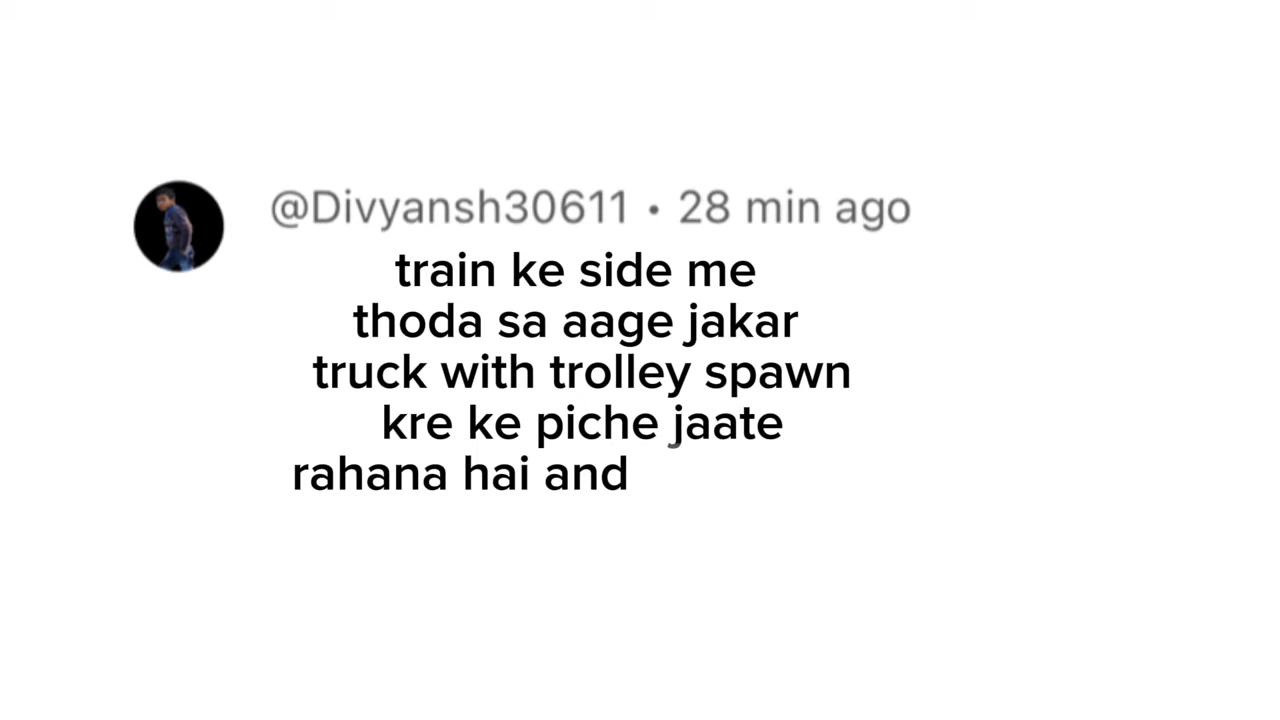 @Divyansh30611 • 28 min ago
train ke side me
thoda sa aage jakar
truck with trolley spawn
kre ke piche jaate
rahana hai and